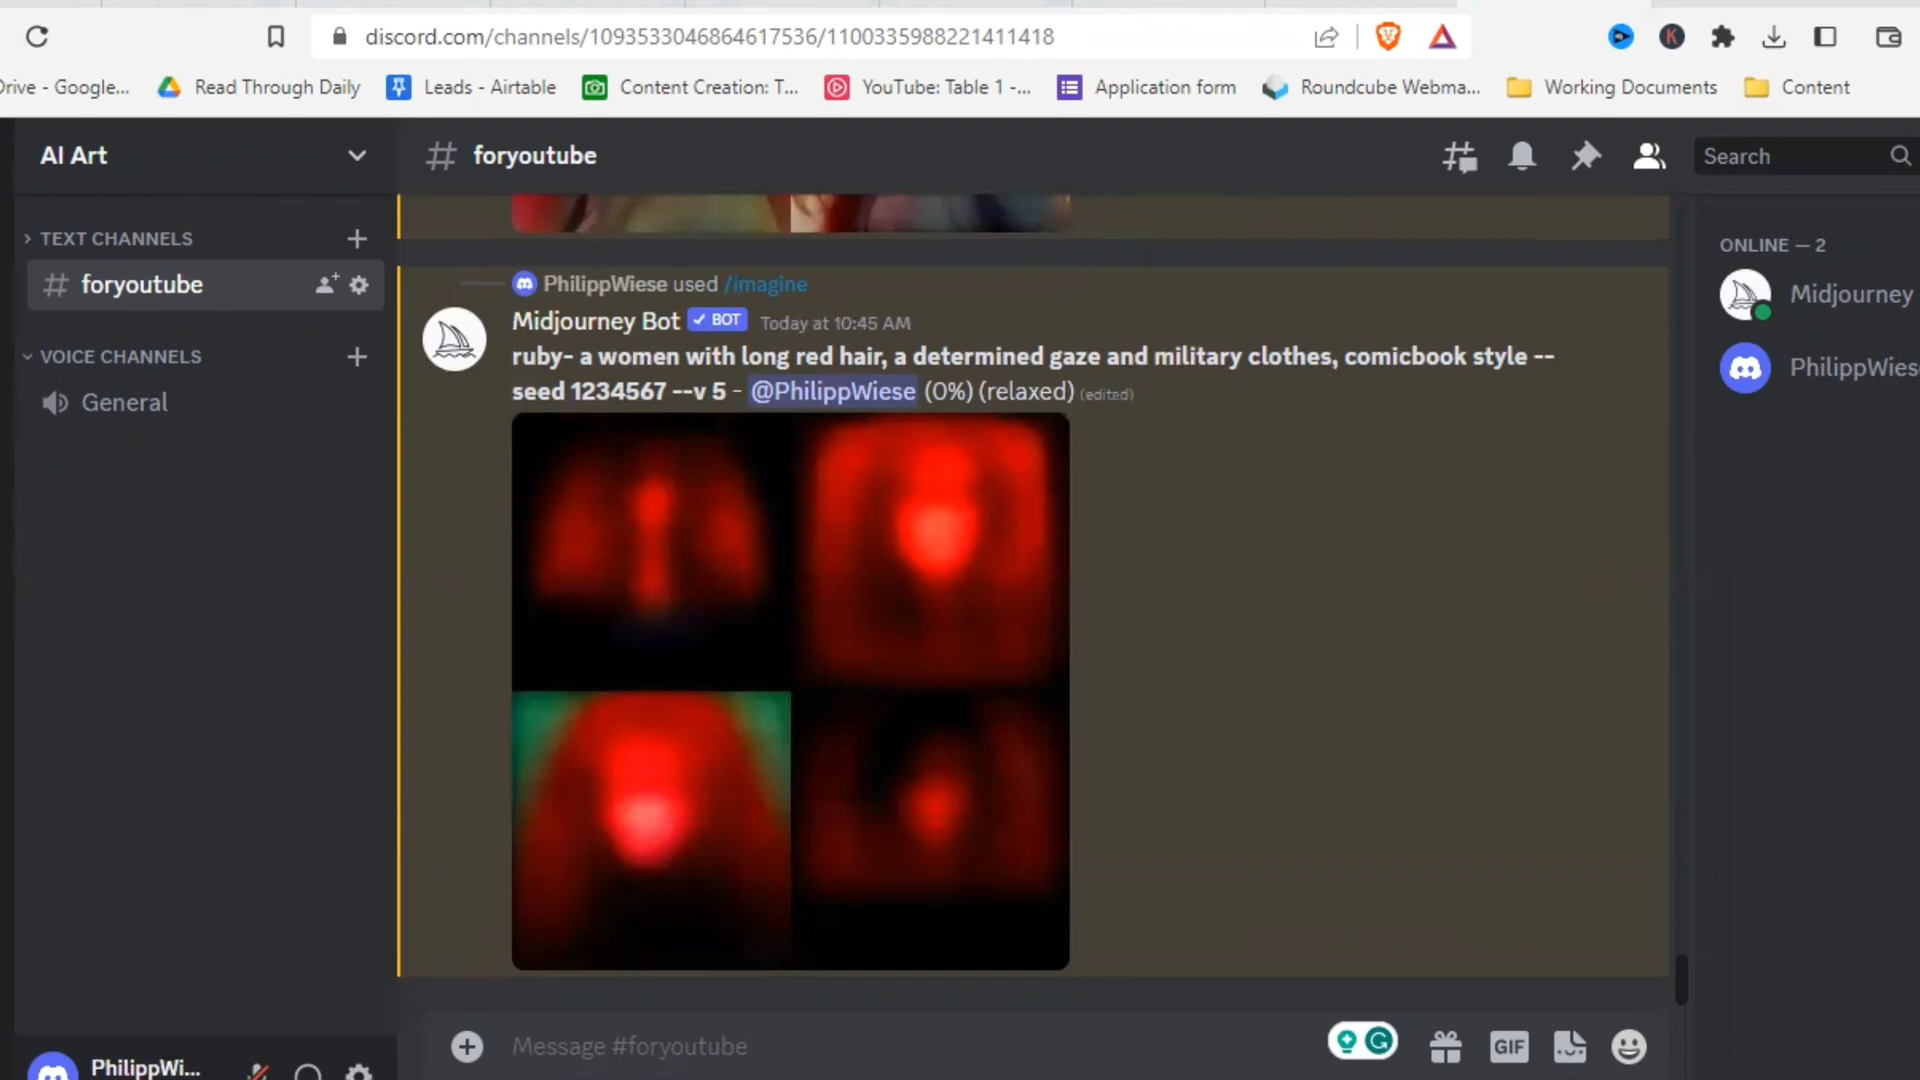 discord.com/channels/1093533046864617536/1100335988221411418
Drive - Google... Read Through Daily Leads - Airtable Content Creation: T... YouTube: Table 1 -... Application form Roundcube Webma... Working Documents Content
AI Art
# foryoutube
Search
TEXT CHANNELS
# foryoutube
VOICE CHANNELS
General
PhilippWiese used /imagine
Midjourney Bot ✓ BOT Today at 10:45 AM
ruby- a women with long red hair, a determined gaze and military clothes, comicbook style --
seed 1234567 --v 5 - @PhilippWiese (0%) (relaxed) (edited)
ONLINE — 2
Midjourney
PhilippWies
Message #foryoutube
GIF
PhilippWi...